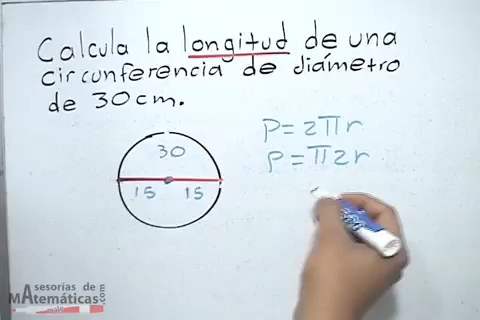 Calcula la longitud de una
circunferencia de diámetro
de 30cm.
30
15 15
P=2πr
P=π2r
Asesorías de
Matemáticas.com